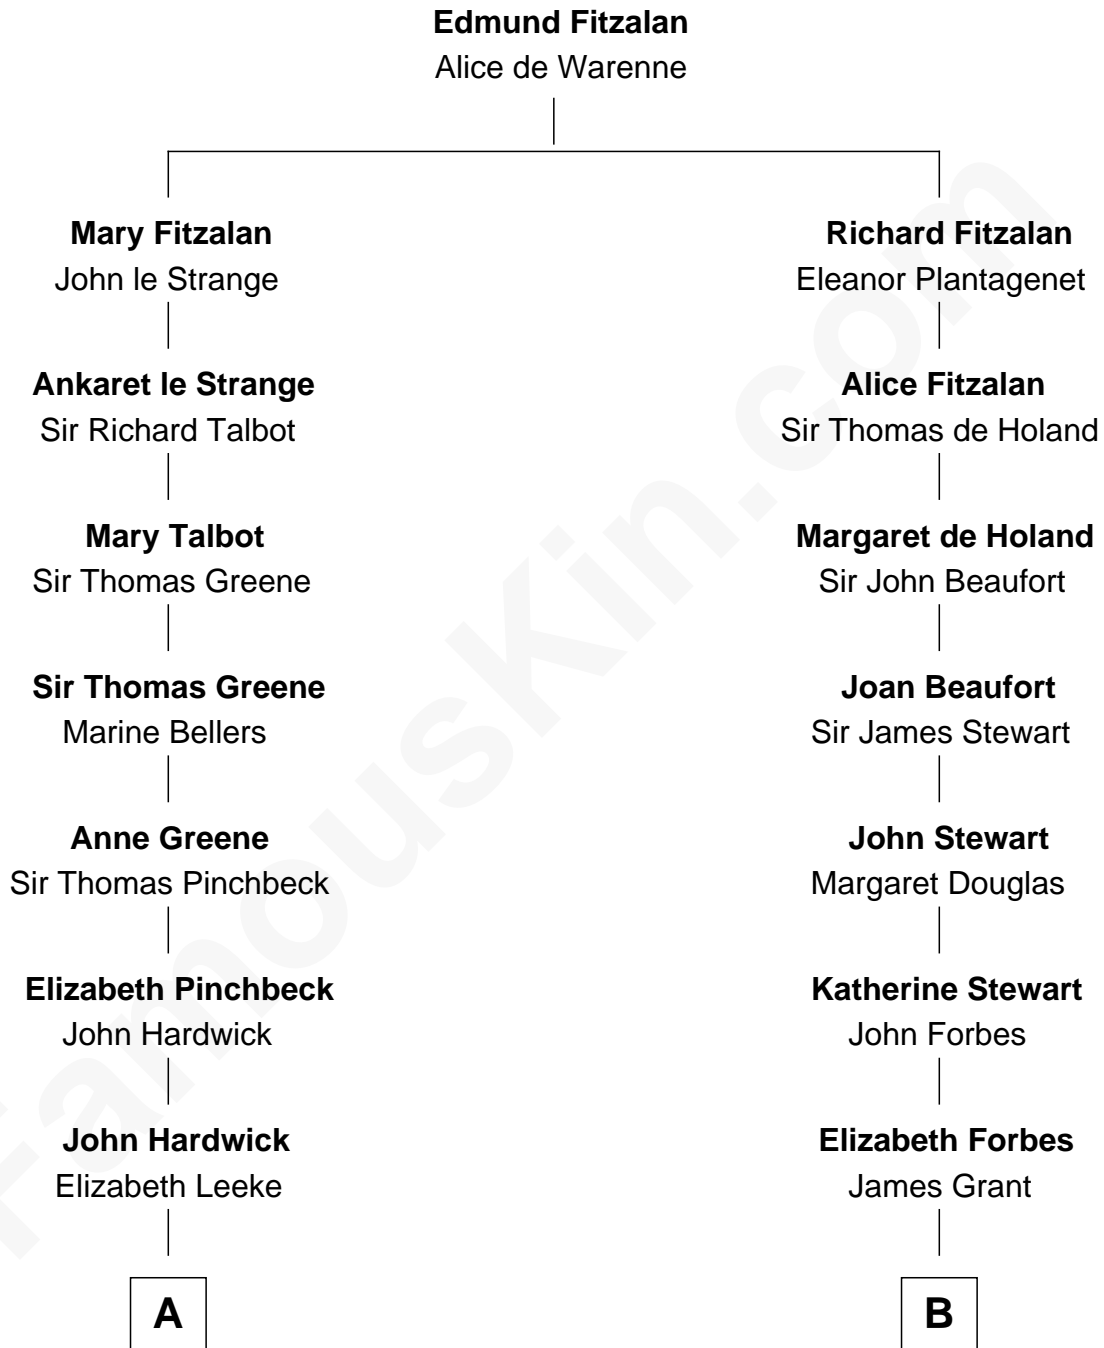 Edmund Fitzalan
Alice de Warenne
Mary Fitzalan
John le Strange
Richard Fitzalan
Eleanor Plantagenet
Ankaret le Strange
Sir Richard Talbot
Alice Fitzalan
Sir Thomas de Holand
Mary Talbot
Sir Thomas Greene
Margaret de Holand
Sir John Beaufort
Sir Thomas Greene
Marine Bellers
Joan Beaufort
Sir James Stewart
Anne Greene
Sir Thomas Pinchbeck
John Stewart
Margaret Douglas
Elizabeth Pinchbeck
John Hardwick
Katherine Stewart
John Forbes
John Hardwick
Elizabeth Leeke
Elizabeth Forbes
James Grant
A
B
FamousKin.com